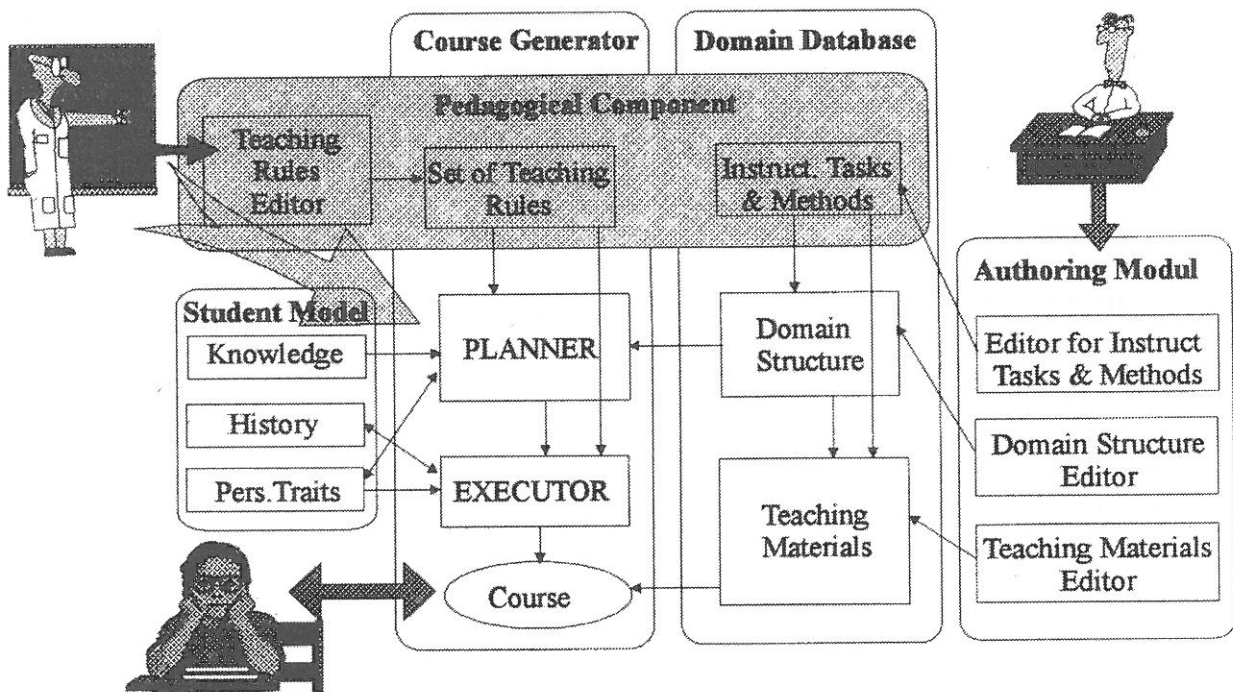 Course Generator
Domain Database
Pedagogical Component
Teaching
Rules
Editor
Set of Teaching
Rules
Instruct. Tasks
& Methods
Student Model
Knowledge
History
Pers.Traits
PLANNER
EXECUTOR
Course
Domain
Structure
Teaching
Materials
Authoring Modul
Editor for Instruct
Tasks & Methods
Domain Structure
Editor
Teaching Materials
Editor